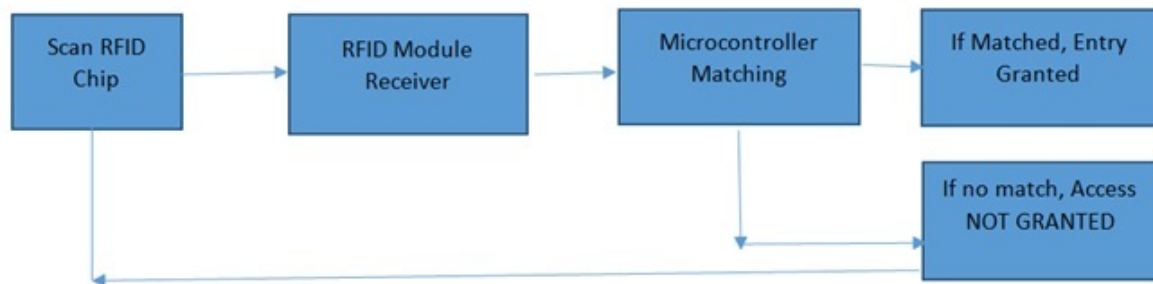 Scan RFID
Chip
RFID Module
Receiver
Microcontroller
Matching
If Matched, Entry
Granted
If no match, Access
NOT GRANTED